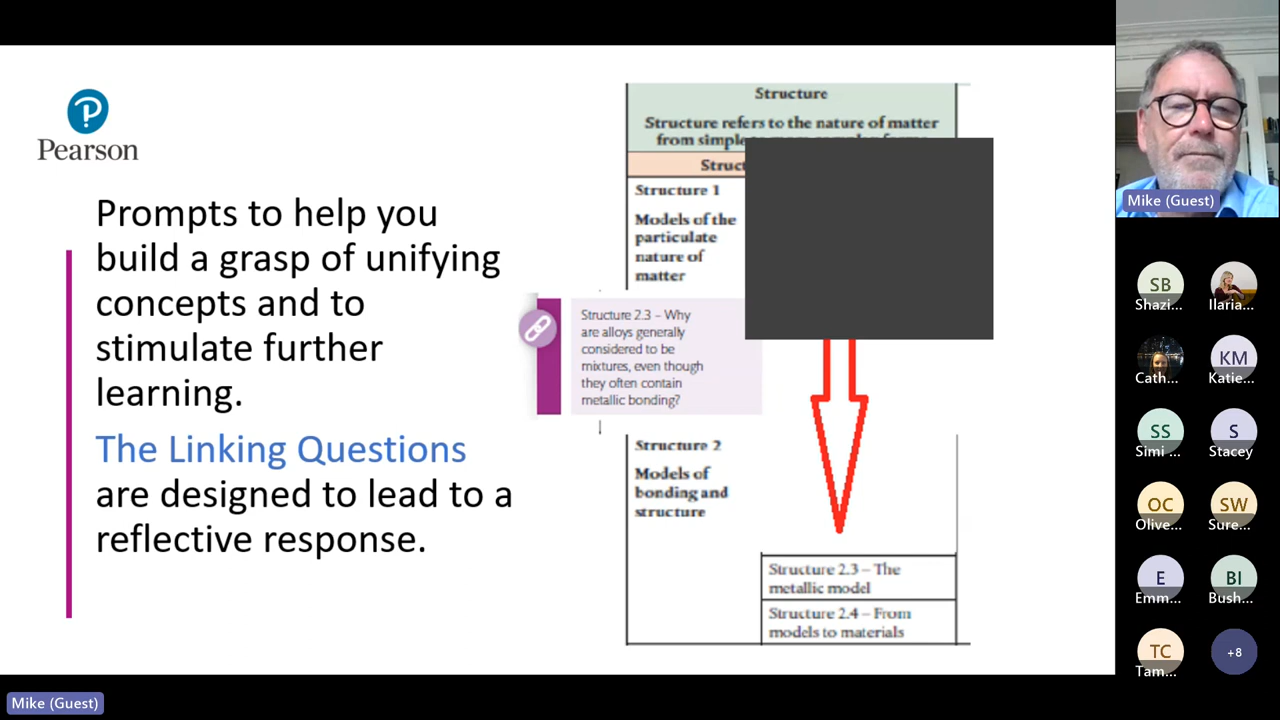 Pearson
Prompts to help you
build a grasp of unifying
concepts and to
stimulate further
learning.
The Linking Questions
are designed to lead to a
reflective response.
Structure
Structure refers to the nature of matter
from simple
Struct
Structure 1
Models of the
particulate
nature of
matter
Structure 2.3 – Why
are alloys generally
considered to be
mixtures, even though
they often contain
metallic bonding?
Structure 2
Models of
bonding and
structure
Structure 2.3 – The
metallic model
Structure 2.4 – From
models to materials
Mike (Guest)
SB
Shazi...
Ilaria...
Cath...
KM
Katie...
SS
Simi ...
S
Stacey
OC
Olive...
SW
Sure...
E
Emm...
BI
Bush...
TC
Tam...
+8
Mike (Guest)